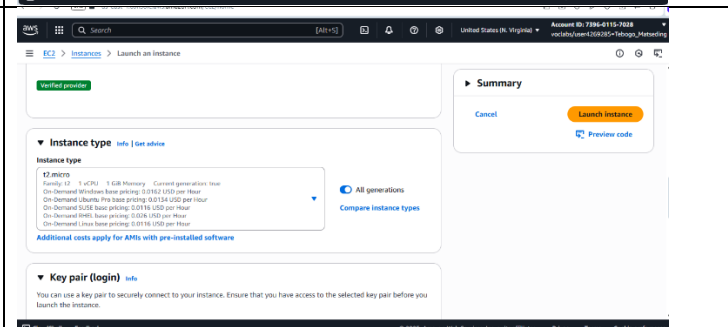 aws
Search
[Alt+S]
United States (N. Virginia)
Account ID: 7396-0115-7028
voclabs/user4269285=Tebogo_Matseding
EC2 > Instances > Launch an instance
Verified provider
Summary
Cancel
Launch instance
Preview code
Instance type Info | Get advice
Instance type
t2.micro
Family: t2 1 vCPU 1 GiB Memory Current generation: true
On-Demand Windows base pricing: 0.0162 USD per Hour
On-Demand Ubuntu Pro base pricing: 0.0134 USD per Hour
On-Demand SUSE base pricing: 0.0116 USD per Hour
On-Demand RHEL base pricing: 0.026 USD per Hour
On-Demand Linux base pricing: 0.0116 USD per Hour
All generations
Compare instance types
Additional costs apply for AMIs with pre-installed software
Key pair (login) Info
You can use a key pair to securely connect to your instance. Ensure that you have access to the selected key pair before you
launch the instance.